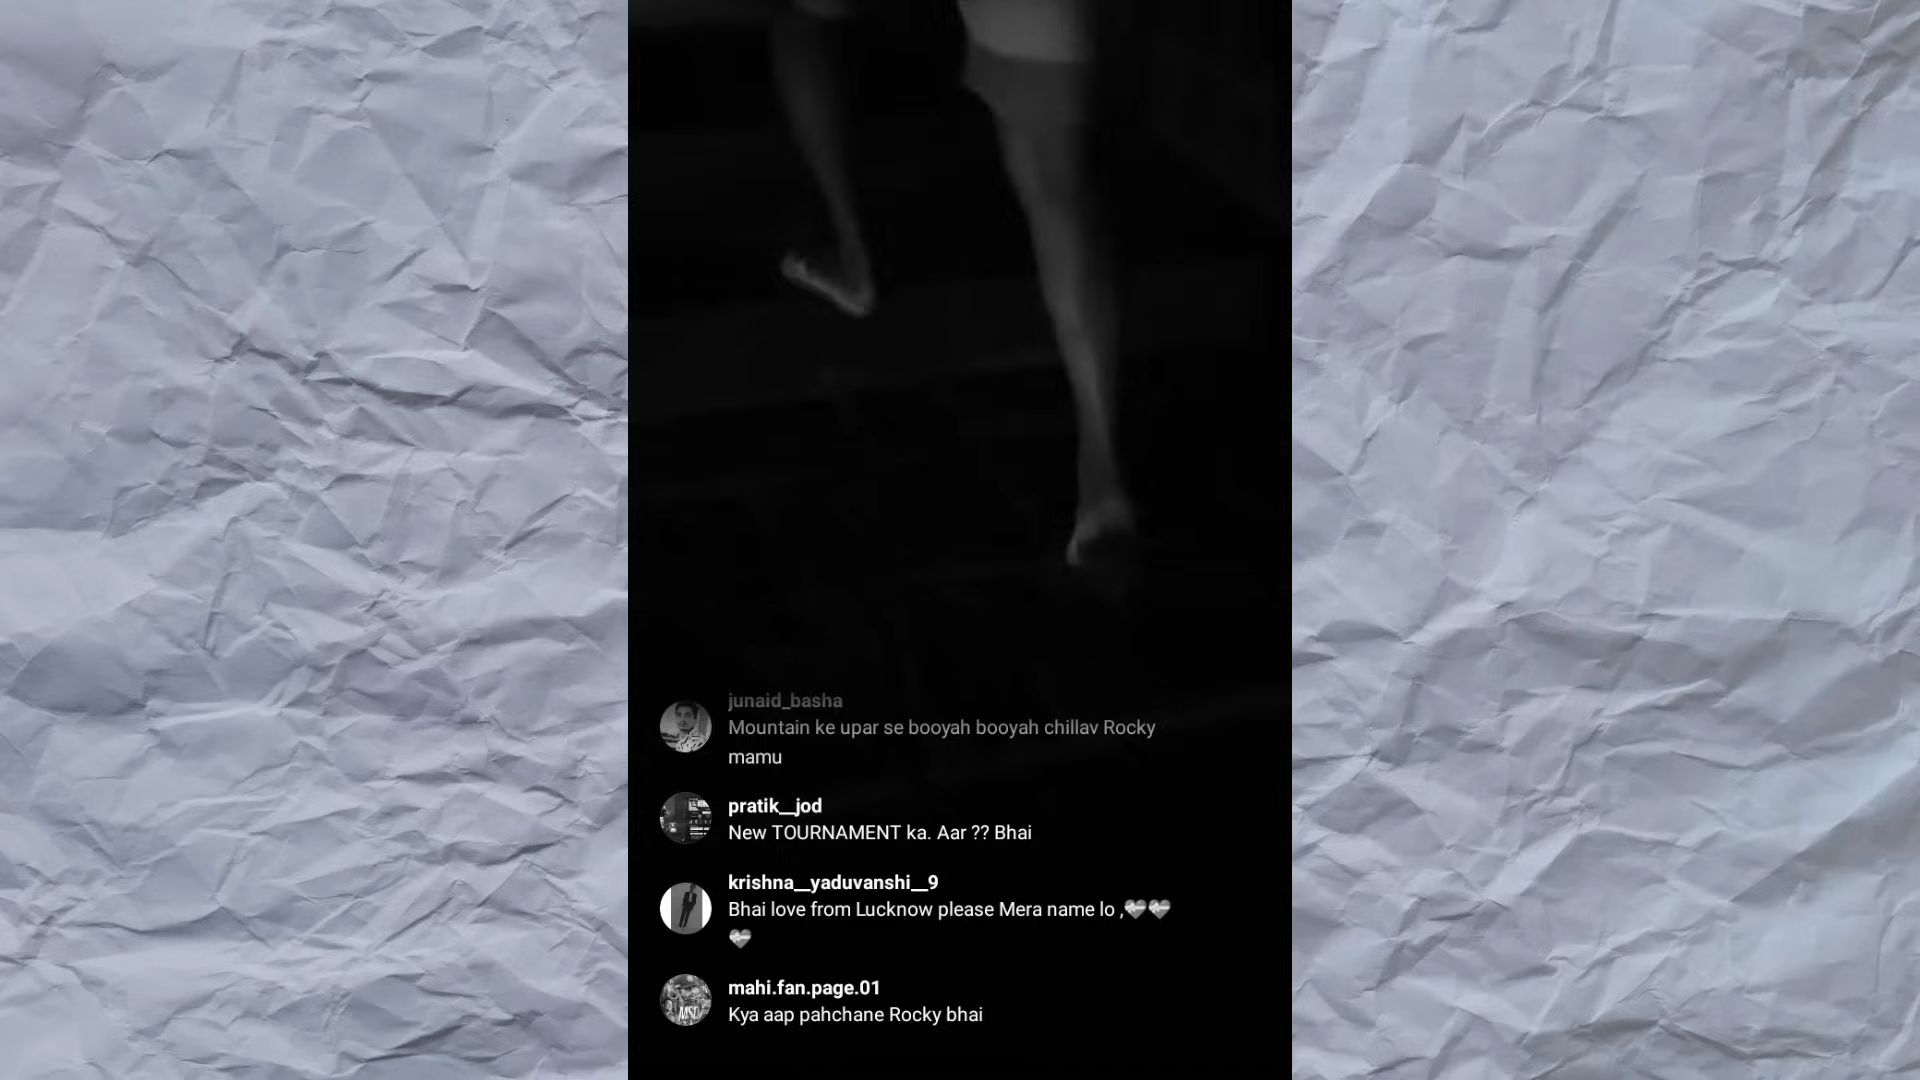 junaid_basha
Mountain ke upar se booyah booyah chillav Rocky
mamu
pratik__jod
New TOURNAMENT ka. Aar ?? Bhai
krishna__yaduvanshi__9
Bhai love from Lucknow please Mera name lo ,💝💝
💝
mahi.fan.page.01
Kya aap pahchane Rocky bhai
MSD